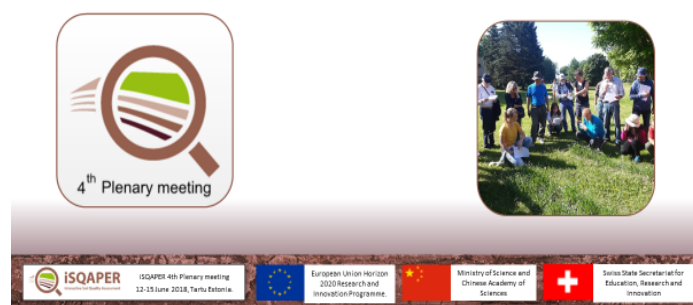 4th Plenary meeting
iSQAPER
Interactive Soil Quality Assessment
iSQAPER 4th Plenary meeting
12-15 June 2018, Tartu Estonia.
European Union Horizon
2020 Research and
Innovation Programme.
Ministry of Science and
Chinese Academy of
Sciences
Swiss State Secretariat for
Education, Research and
Innovation